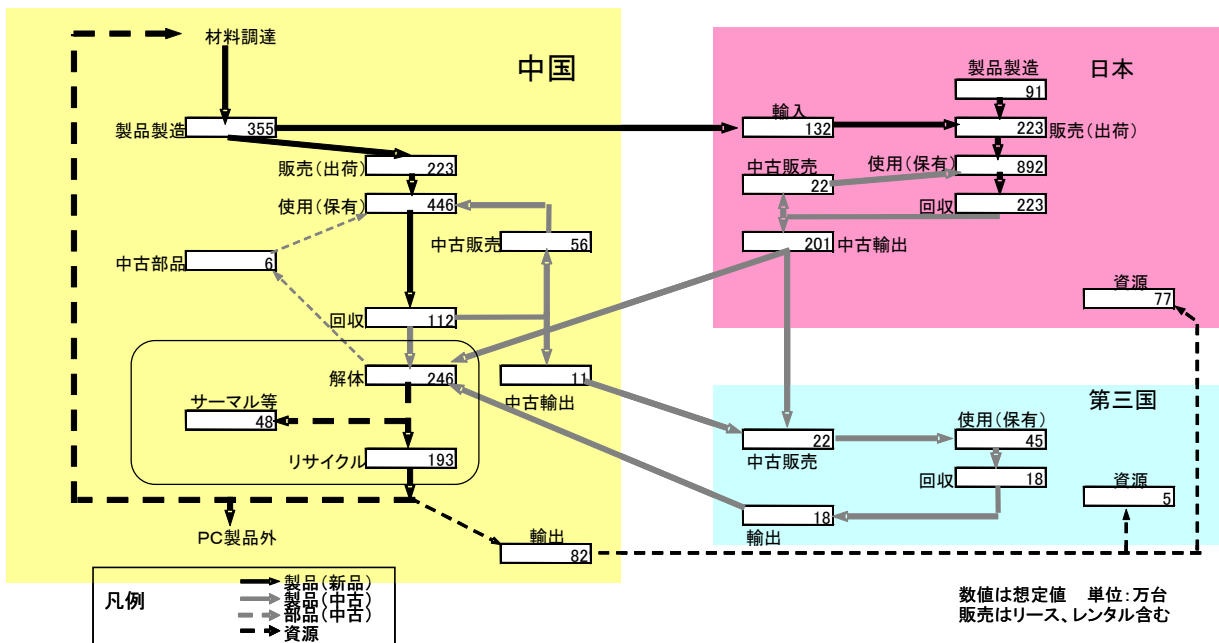 材料調達
中国
製品製造
355
販売(出荷)
223
使用(保有)
446
中古販売
56
中古部品
6
回収
112
解体
246
サーマル等
48
リサイクル
193
中古輸出
11
PC製品外
輸出
82
日本
製品製造
91
輸入
132
223
販売(出荷)
中古販売
22
使用(保有)
892
回収
223
201
中古輸出
資源
77
第三国
使用(保有)
45
22
中古販売
回収
18
資源
5
18
輸出
凡例
製品(新品)
製品(中古)
部品(中古)
資源
数値は想定値 単位:万台
販売はリース、レンタル含む